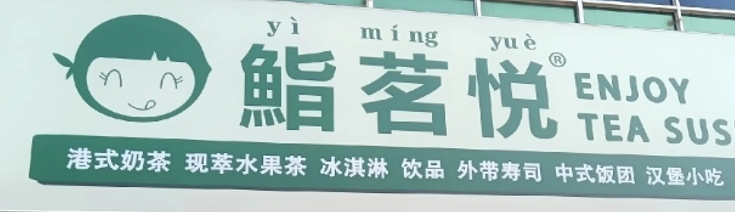 yì míng yuè
鮨茗悦®
ENJOY
TEA SUS
港式奶茶 现萃水果茶 冰淇淋 饮品 外带寿司 中式饭团 汉堡小吃